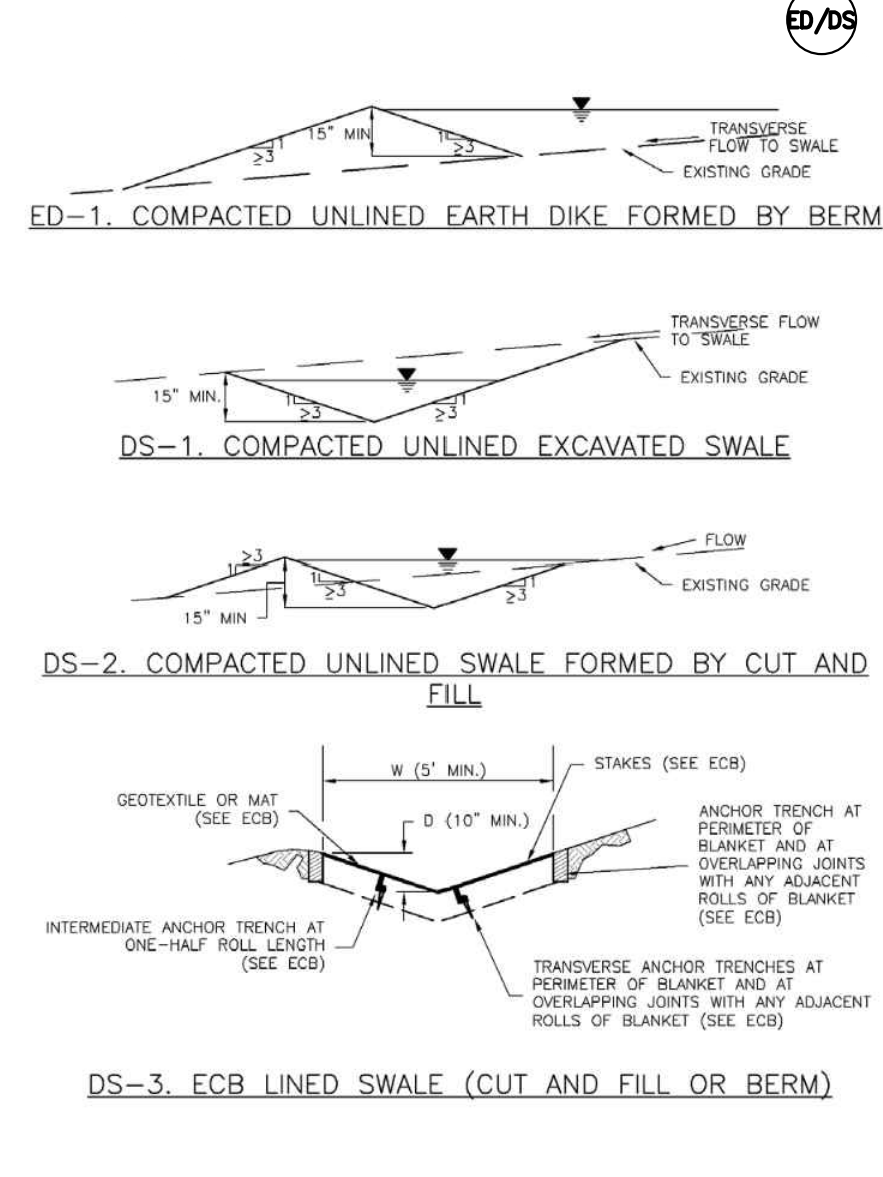 ED/DS
15" MIN
1
≥3
1
≥3
TRANSVERSE
FLOW TO SWALE
EXISTING GRADE
ED-1. COMPACTED UNLINED EARTH DIKE FORMED BY BERM
TRANSVERSE FLOW
TO SWALE
EXISTING GRADE
15" MIN.
1
≥3
1
≥3
DS-1. COMPACTED UNLINED EXCAVATED SWALE
FLOW
≥3
1
1
≥3
1
≥3
EXISTING GRADE
15" MIN
DS-2. COMPACTED UNLINED SWALE FORMED BY CUT AND
FILL
W (5' MIN.)
STAKES (SEE ECB)
GEOTEXTILE OR MAT
(SEE ECB)
D (10" MIN.)
ANCHOR TRENCH AT
PERIMETER OF
BLANKET AND AT
OVERLAPPING JOINTS
WITH ANY ADJACENT
ROLLS OF BLANKET
(SEE ECB)
INTERMEDIATE ANCHOR TRENCH AT
ONE-HALF ROLL LENGTH
(SEE ECB)
TRANSVERSE ANCHOR TRENCHES AT
PERIMETER OF BLANKET AND AT
OVERLAPPING JOINTS WITH ANY ADJACENT
ROLLS OF BLANKET (SEE ECB)
DS-3. ECB LINED SWALE (CUT AND FILL OR BERM)